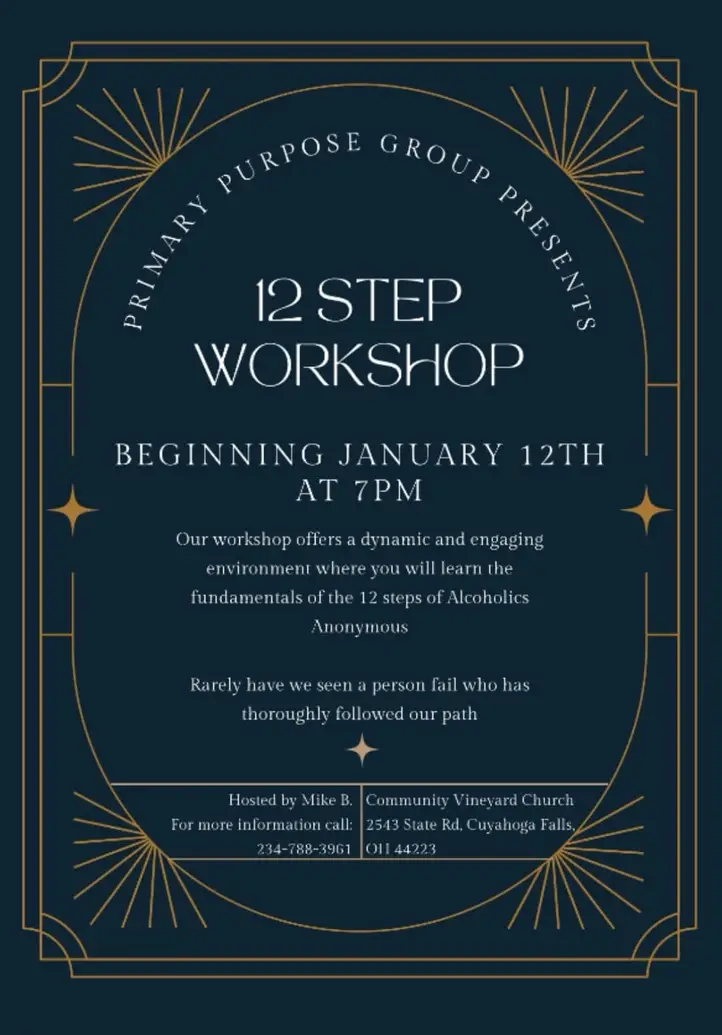 PRIMARY PURPOSE GROUP PRESENTS
12 STEP
WORKSHOP
BEGINNING JANUARY 12TH
AT 7PM
Our workshop offers a dynamic and engaging
environment where you will learn the
fundamentals of the 12 steps of Alcoholics
Anonymous
Rarely have we seen a person fail who has
thoroughly followed our path
Hosted by Mike B.
For more information call:
234-788-3961
Community Vineyard Church
2543 State Rd, Cuyahoga Falls,
OH 44223